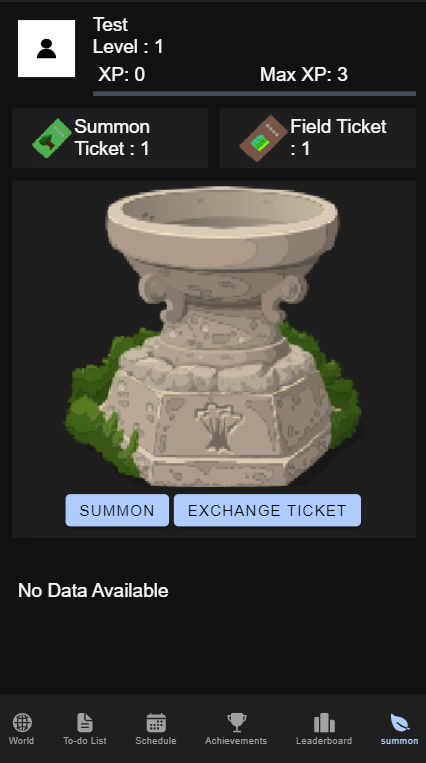 Test
Level : 1
XP: 0 Max XP: 3
Summon
Ticket : 1
Field Ticket
: 1
SUMMON EXCHANGE TICKET
No Data Available
World To-do List Schedule Achievements Leaderboard summon